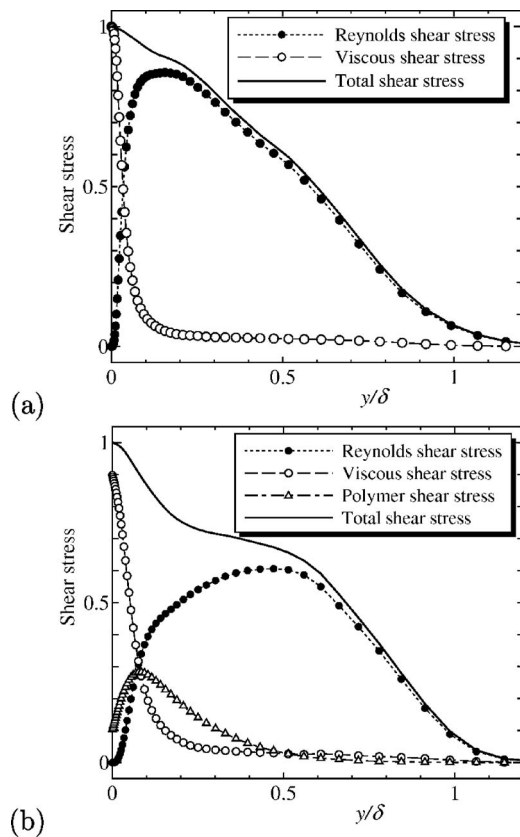 1
0.5
0
Shear stress
Reynolds shear stress
Viscous shear stress
Total shear stress
0
0.5
1
y/δ
(a)
1
0.5
0
Shear stress
Reynolds shear stress
Viscous shear stress
Polymer shear stress
Total shear stress
0
0.5
1
y/δ
(b)